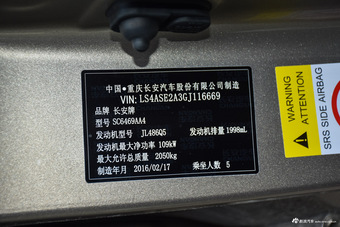 中国●重庆长安汽车股份有限公司制造
VIN: LS4ASE2A3GJ116669
品牌 长安牌
型号 SC6469AA4
发动机型号 JL486Q5 发动机排量 1998mL
发动机最大净功率 109kW
最大允许总质量 2050kg
制造年月 2016/02/17 乘坐人数 5
WARNING
ATTENTION
SRS SIDE AIRBAG